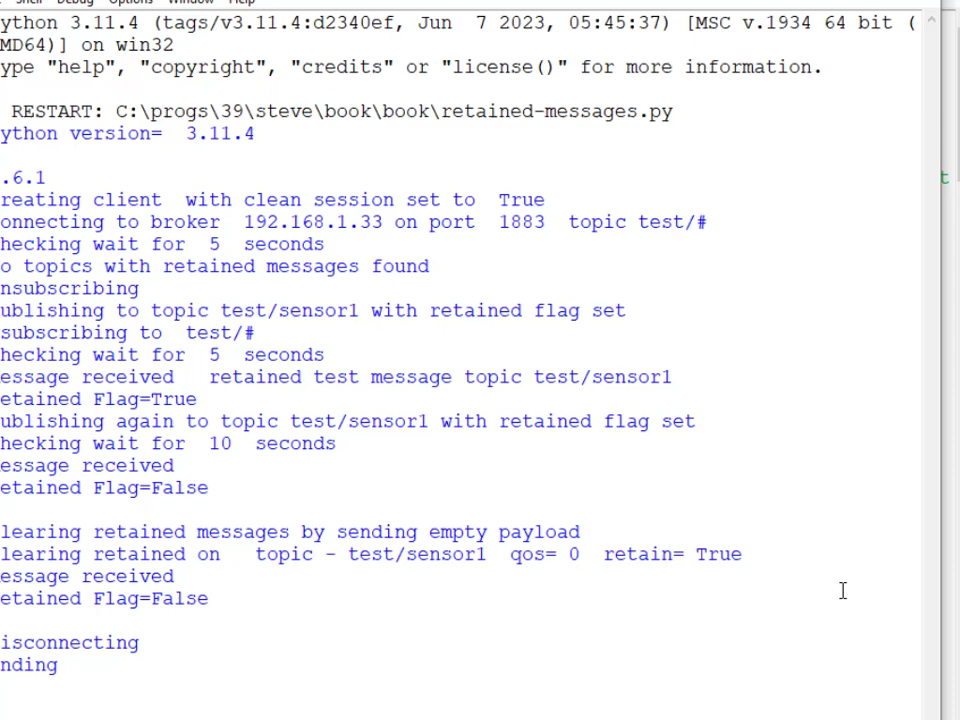 Shell Debug Options Window Help
ython 3.11.4 (tags/v3.11.4:d2340ef, Jun  7 2023, 05:45:37) [MSC v.1934 64 bit (
MD64)] on win32
ype "help", "copyright", "credits" or "license()" for more information.
RESTART: C:\progs\39\steve\book\book\retained-messages.py
ython version=  3.11.4
.6.1
reating client  with clean session set to  True
onnecting to broker  192.168.1.33 on port  1883  topic test/#
hecking wait for  5  seconds
o topics with retained messages found
nsubscribing
ublishing to topic test/sensor1 with retained flag set
subscribing to  test/#
hecking wait for  5  seconds
essage received   retained test message topic test/sensor1
etained Flag=True
ublishing again to topic test/sensor1 with retained flag set
hecking wait for  10  seconds
essage received
etained Flag=False
learing retained messages by sending empty payload
learing retained on   topic - test/sensor1  qos= 0  retain= True
essage received
etained Flag=False
isconnecting
nding
t